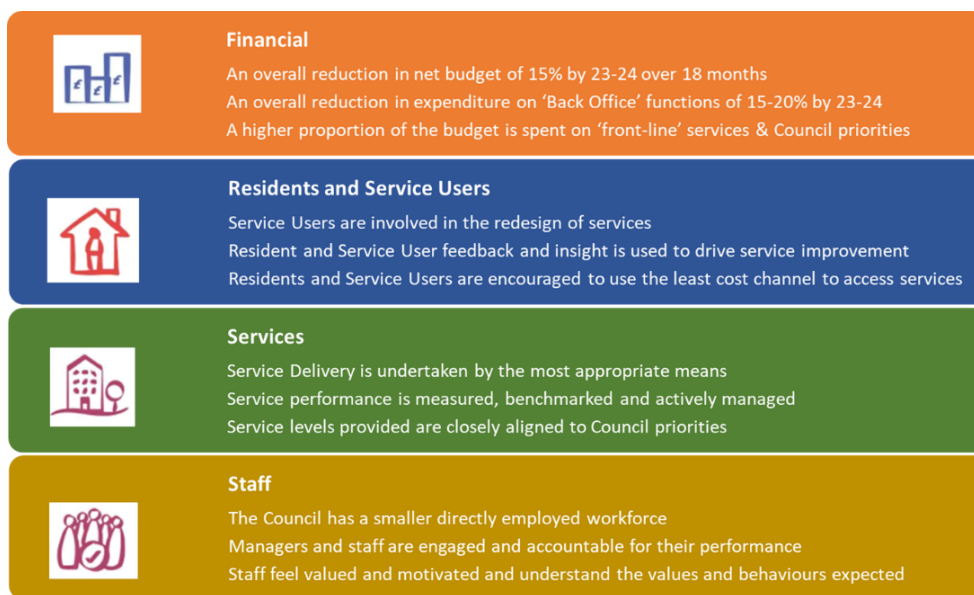 £ £ £
Financial
An overall reduction in net budget of 15% by 23-24 over 18 months
An overall reduction in expenditure on ‘Back Office’ functions of 15-20% by 23-24
A higher proportion of the budget is spent on ‘front-line’ services & Council priorities
Residents and Service Users
Service Users are involved in the redesign of services
Resident and Service User feedback and insight is used to drive service improvement
Residents and Service Users are encouraged to use the least cost channel to access services
Services
Service Delivery is undertaken by the most appropriate means
Service performance is measured, benchmarked and actively managed
Service levels provided are closely aligned to Council priorities
Staff
The Council has a smaller directly employed workforce
Managers and staff are engaged and accountable for their performance
Staff feel valued and motivated and understand the values and behaviours expected